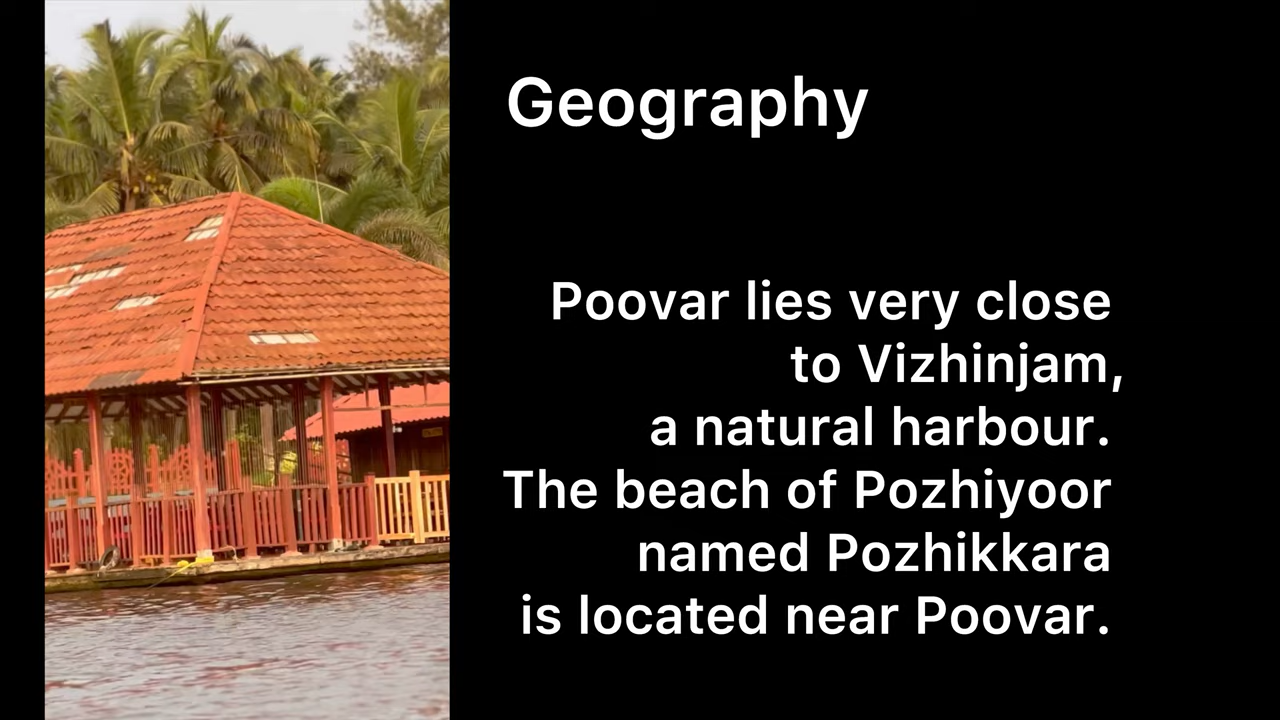 Geography
Poovar lies very close
to Vizhinjam,
a natural harbour.
The beach of Pozhiyoor
named Pozhikkara
is located near Poovar.